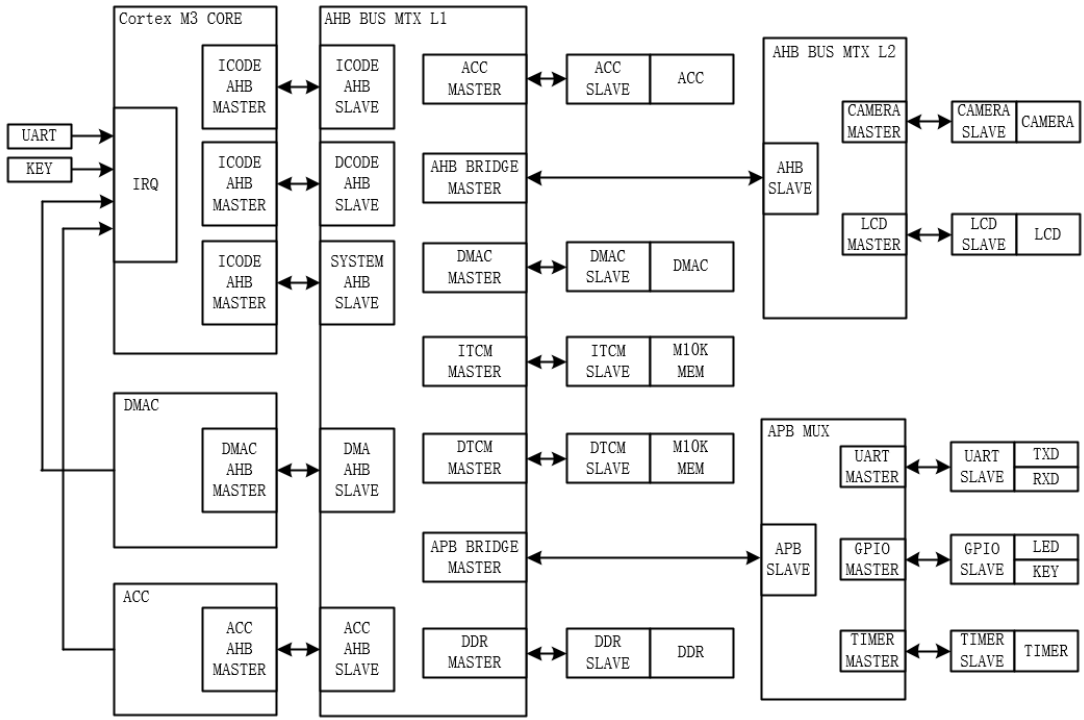 Cortex M3 CORE
ICODE
AHB
MASTER
UART
KEY
IRQ
ICODE
AHB
MASTER
ICODE
AHB
MASTER
DMAC
DMAC
AHB
MASTER
ACC
ACC
AHB
MASTER
AHB BUS MTX L1
ICODE
AHB
SLAVE
DCODE
AHB
SLAVE
SYSTEM
AHB
SLAVE
DMA
AHB
SLAVE
ACC
AHB
SLAVE
ACC
MASTER
AHB BRIDGE
MASTER
DMAC
MASTER
ITCM
MASTER
DTCM
MASTER
APB BRIDGE
MASTER
DDR
MASTER
ACC
SLAVE
ACC
DMAC
SLAVE
DMAC
ITCM
SLAVE
M10K
MEM
DTCM
SLAVE
M10K
MEM
DDR
SLAVE
DDR
AHB BUS MTX L2
AHB
SLAVE
CAMERA
MASTER
CAMERA
SLAVE
CAMERA
LCD
MASTER
LCD
SLAVE
LCD
APB MUX
APB
SLAVE
UART
MASTER
UART
SLAVE
TXD
RXD
GPIO
MASTER
GPIO
SLAVE
LED
KEY
TIMER
MASTER
TIMER
SLAVE
TIMER